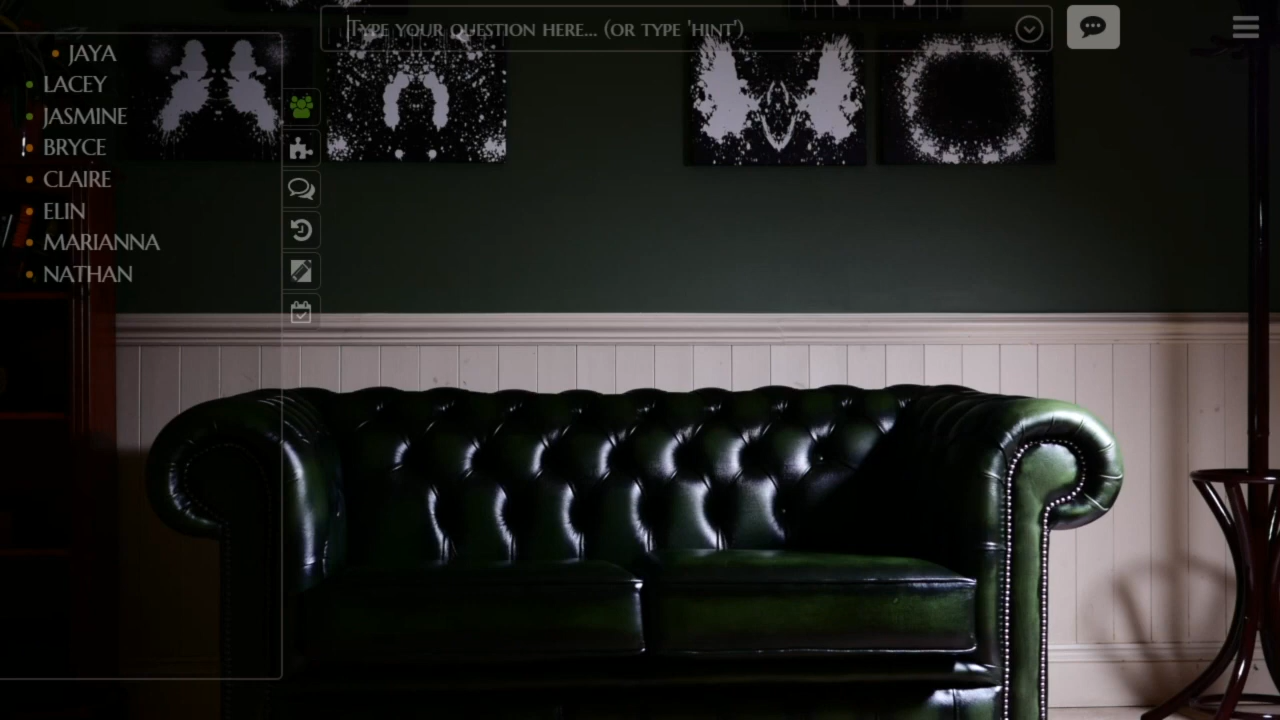 Type your question here... (or type 'hint')
JAYA
LACEY
JASMINE
BRYCE
CLAIRE
ELIN
MARIANNA
NATHAN